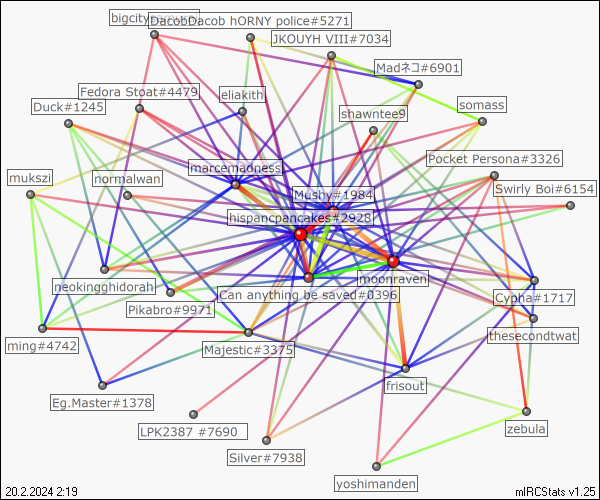 bigcity
DacobDacob hORNY police#5271
JKOUYH VIII#7034
Madネコ#6901
Fedora Stoat#4479
eliakith
Duck#1245
shawntee9
somass
marcemadness
Pocket Persona#3326
mukszi
normalwan
Mushy#1984
Swirly Boi#6154
hispancpancakes#2928
neokingghidorah
moonraven
Can anything be saved#0396
Cypha#1717
Pikabro#9971
ming#4742
Majestic#3375
thesecondtwat
frisout
Eg.Master#1378
LPK2387 #7690
zebula
Silver#7938
yoshimanden
20.2.2024 2:19
mIRCStats v1.25